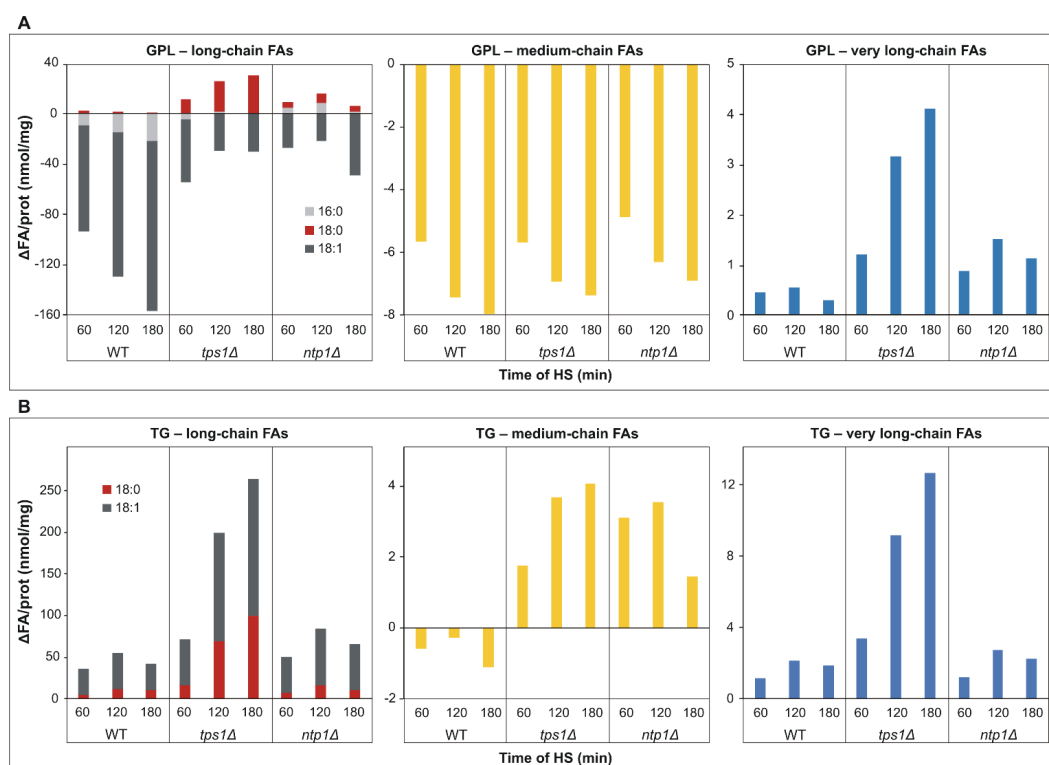 A
GPL – long-chain FAs
GPL – medium-chain FAs
GPL – very long-chain FAs
ΔFA/prot (nmol/mg)
40
0
-40
-80
-120
-160
16:0
18:0
18:1
0
-2
-4
-6
-8
5
4
3
2
1
0
60 120 180 60 120 180 60 120 180
WT tps1Δ ntp1Δ
60 120 180 60 120 180 60 120 180
WT tps1Δ ntp1Δ
60 120 180 60 120 180 60 120 180
WT tps1Δ ntp1Δ
Time of HS (min)
B
TG – long-chain FAs
TG – medium-chain FAs
TG – very long-chain FAs
ΔFA/prot (nmol/mg)
250
200
150
100
50
0
18:0
18:1
4
2
0
-2
12
8
4
0
60 120 180 60 120 180 60 120 180
WT tps1Δ ntp1Δ
60 120 180 60 120 180 60 120 180
WT tps1Δ ntp1Δ
60 120 180 60 120 180 60 120 180
WT tps1Δ ntp1Δ
Time of HS (min)